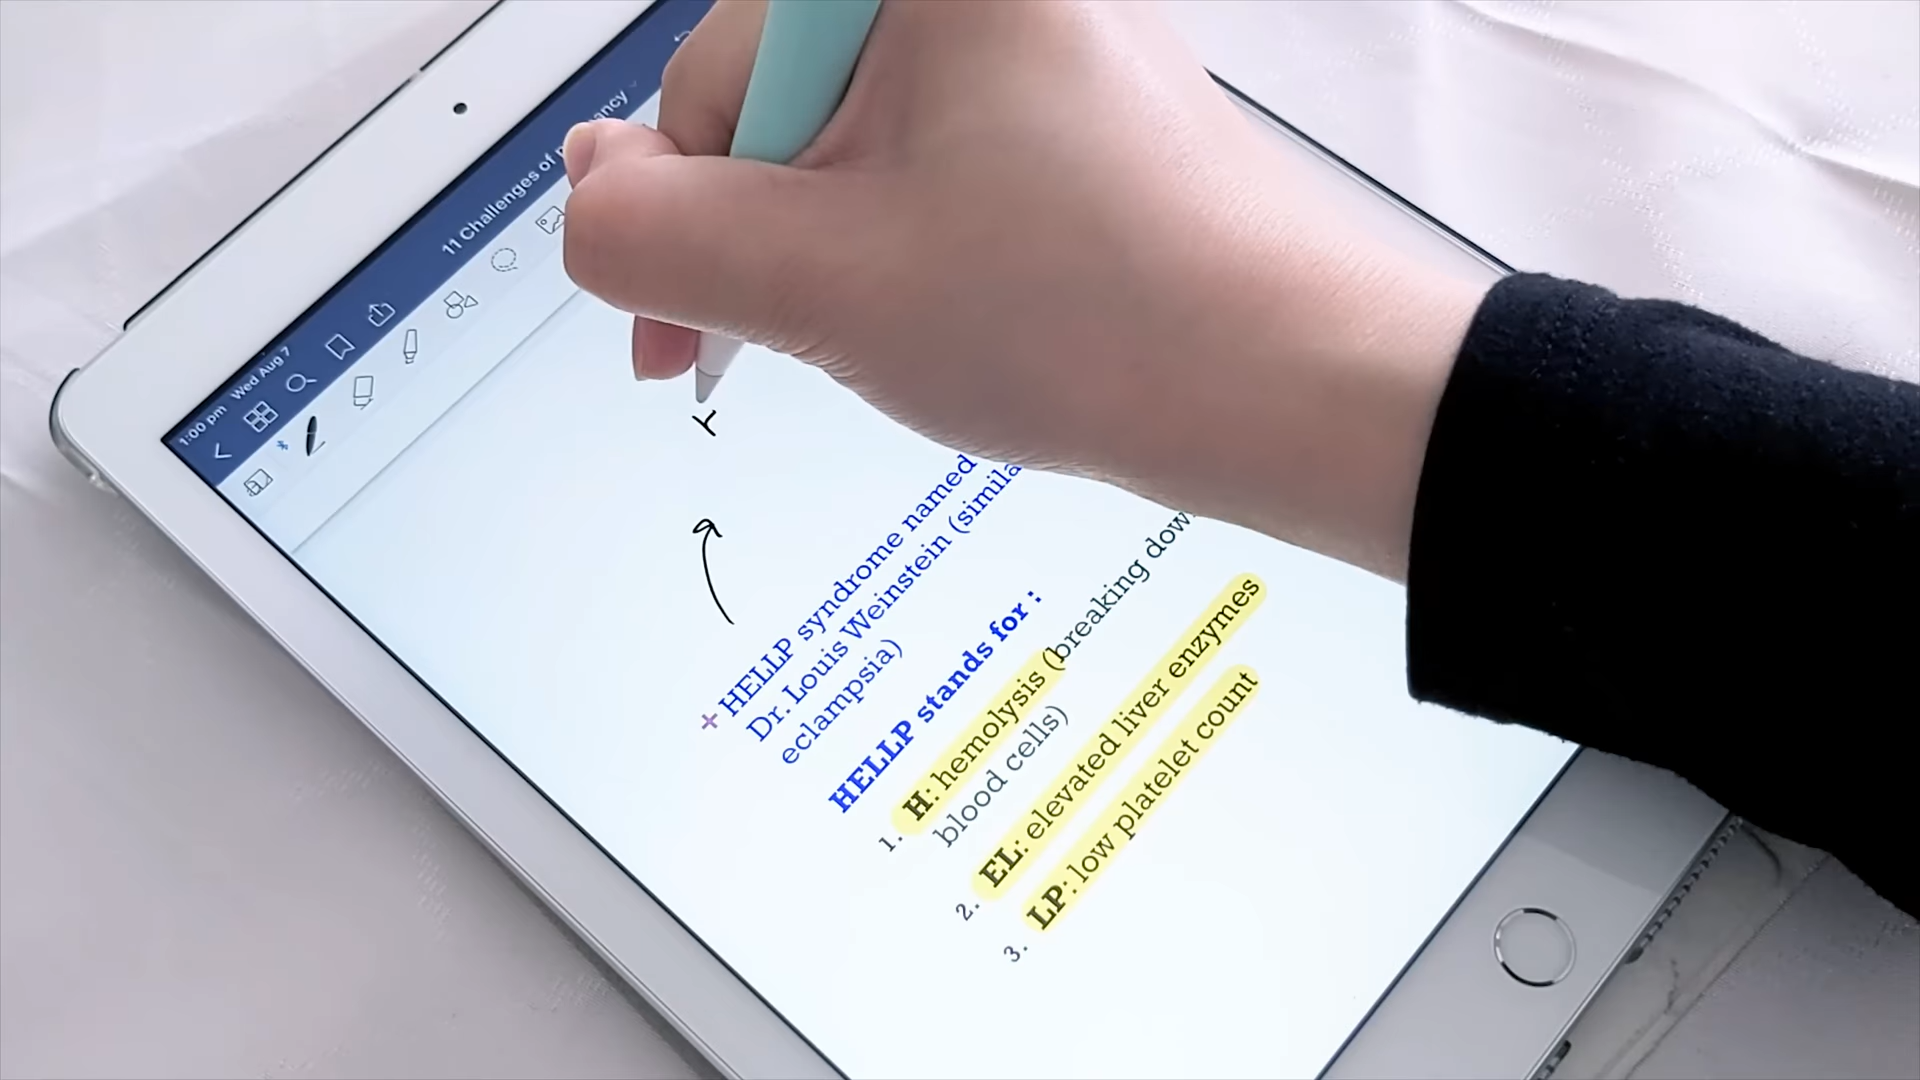 1:00 pm Wed Aug 7
11 Challenges of
+ HELLP syndrome named
Dr. Louis Weinstein (simila
eclampsia)
HELLP stands for :
1. H: hemolysis (breaking down
blood cells)
2. EL: elevated liver enzymes
3. LP: low platelet count